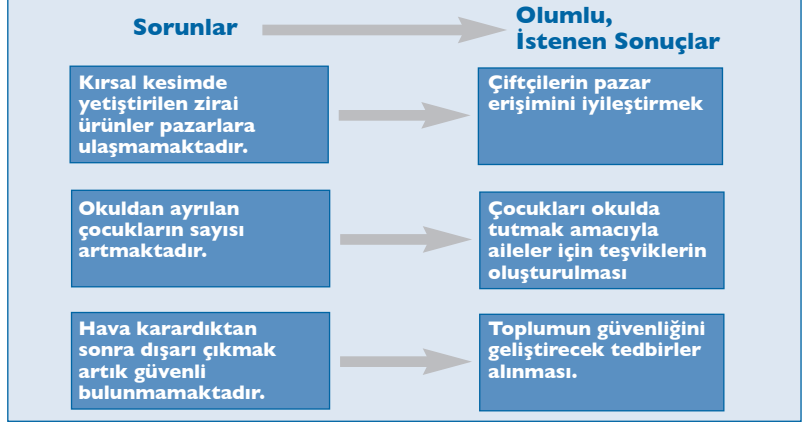 Sorunlar
Olumlu,
İstenen Sonuçlar
Kırsal kesimde
yetiştirilen zirai
ürünler pazarlara
ulaşmamaktadır.
Çiftçilerin pazar
erişimini iyileştirmek
Okuldan ayrılan
çocukların sayısı
artmaktadır.
Çocukları okulda
tutmak amacıyla
aileler için teşviklerin
oluşturulması
Hava karardıktan
sonra dışarı çıkmak
artık güvenli
bulunmamaktadır.
Toplumun güvenliğini
geliştirecek tedbirler
alınması.